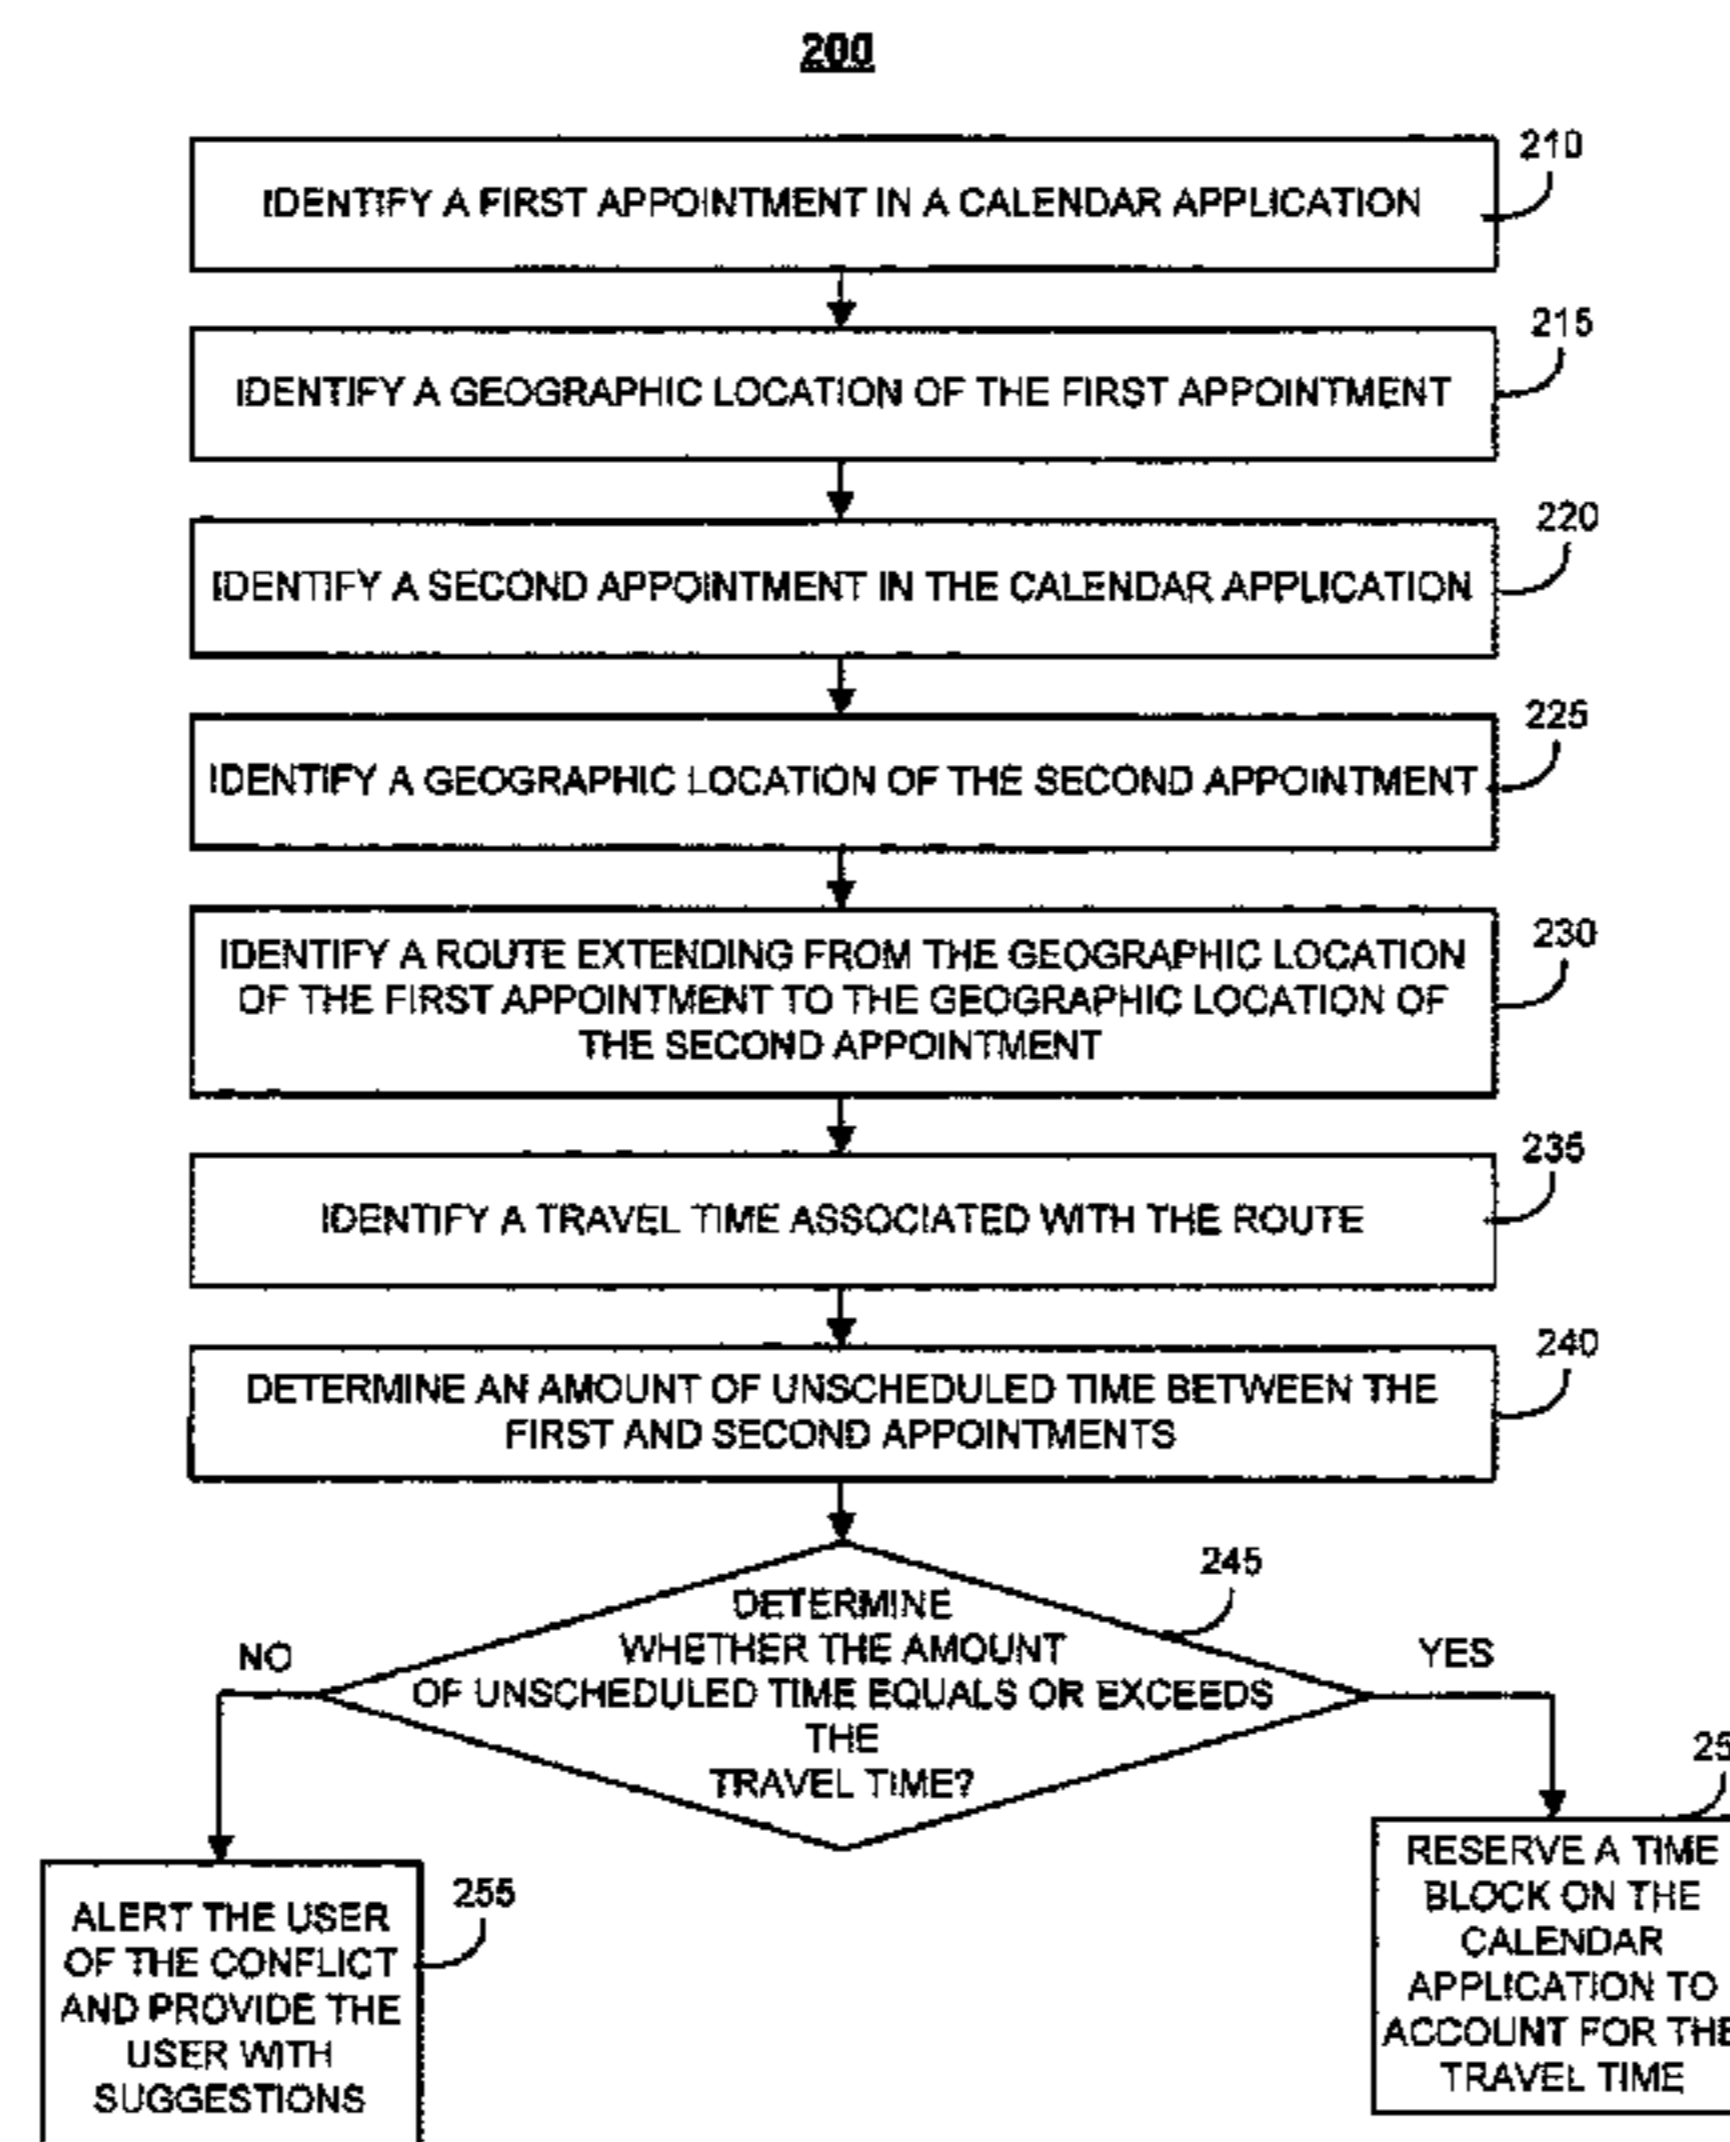 200
210
IDENTIFY A FIRST APPOINTMENT IN A CALENDAR APPLICATION
215
IDENTIFY A GEOGRAPHIC LOCATION OF THE FIRST APPOINTMENT
220
IDENTIFY A SECOND APPOINTMENT IN THE CALENDAR APPLICATION
225
IDENTIFY A GEOGRAPHIC LOCATION OF THE SECOND APPOINTMENT
230
IDENTIFY A ROUTE EXTENDING FROM THE GEOGRAPHIC LOCATION
OF THE FIRST APPOINTMENT TO THE GEOGRAPHIC LOCATION OF
THE SECOND APPOINTMENT
235
IDENTIFY A TRAVEL TIME ASSOCIATED WITH THE ROUTE
240
DETERMINE AN AMOUNT OF UNSCHEDULED TIME BETWEEN THE
FIRST AND SECOND APPOINTMENTS
245
DETERMINE
WHETHER THE AMOUNT
OF UNSCHEDULED TIME EQUALS OR EXCEEDS
THE
TRAVEL TIME?
NO
YES
255
ALERT THE USER
OF THE CONFLICT
AND PROVIDE THE
USER WITH
SUGGESTIONS
RESERVE A TIME
BLOCK ON THE
CALENDAR
APPLICATION TO
ACCOUNT FOR THE
TRAVEL TIME